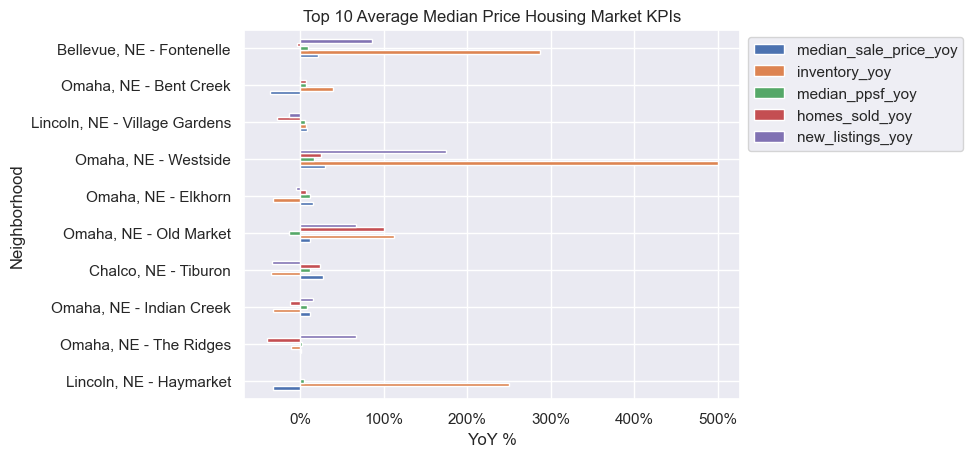 Top 10 Average Median Price Housing Market KPIs
Bellevue, NE - Fontenelle
Omaha, NE - Bent Creek
Lincoln, NE - Village Gardens
Omaha, NE - Westside
Omaha, NE - Elkhorn
Omaha, NE - Old Market
Chalco, NE - Tiburon
Omaha, NE - Indian Creek
Omaha, NE - The Ridges
Lincoln, NE - Haymarket
Neighborhood
0% 100% 200% 300% 400% 500%
YoY %
median_sale_price_yoy
inventory_yoy
median_ppsf_yoy
homes_sold_yoy
new_listings_yoy